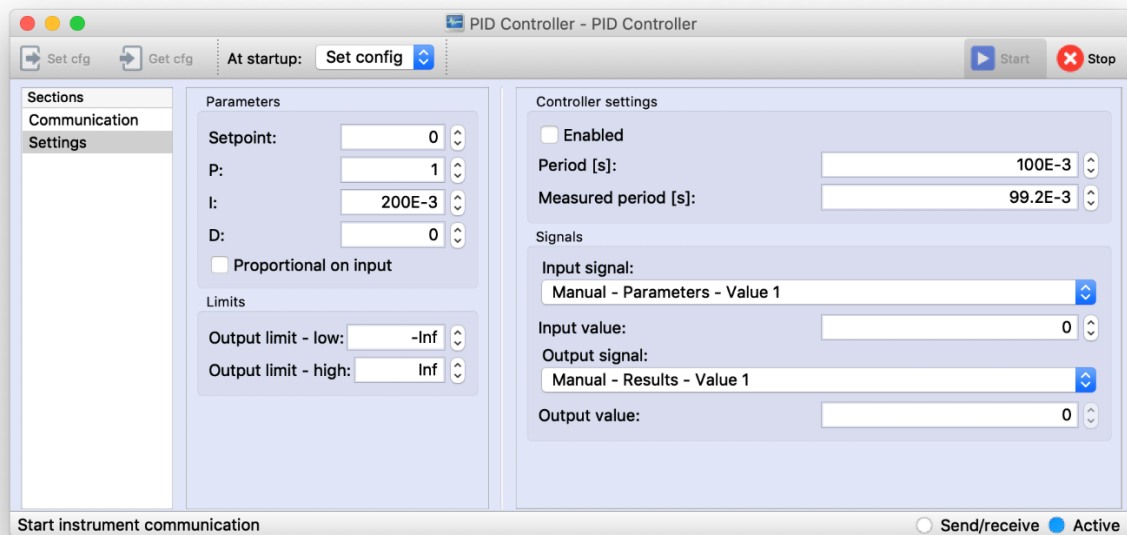 PID Controller - PID Controller
Set cfg Get cfg At startup: Set config Start Stop
Sections
Communication
Settings
Parameters
Setpoint: 0
P: 1
I: 200E-3
D: 0
Proportional on input
Limits
Output limit - low: -Inf
Output limit - high: Inf
Controller settings
Enabled
Period [s]: 100E-3
Measured period [s]: 99.2E-3
Signals
Input signal:
Manual - Parameters - Value 1
Input value: 0
Output signal:
Manual - Results - Value 1
Output value: 0
Start instrument communication Send/receive Active